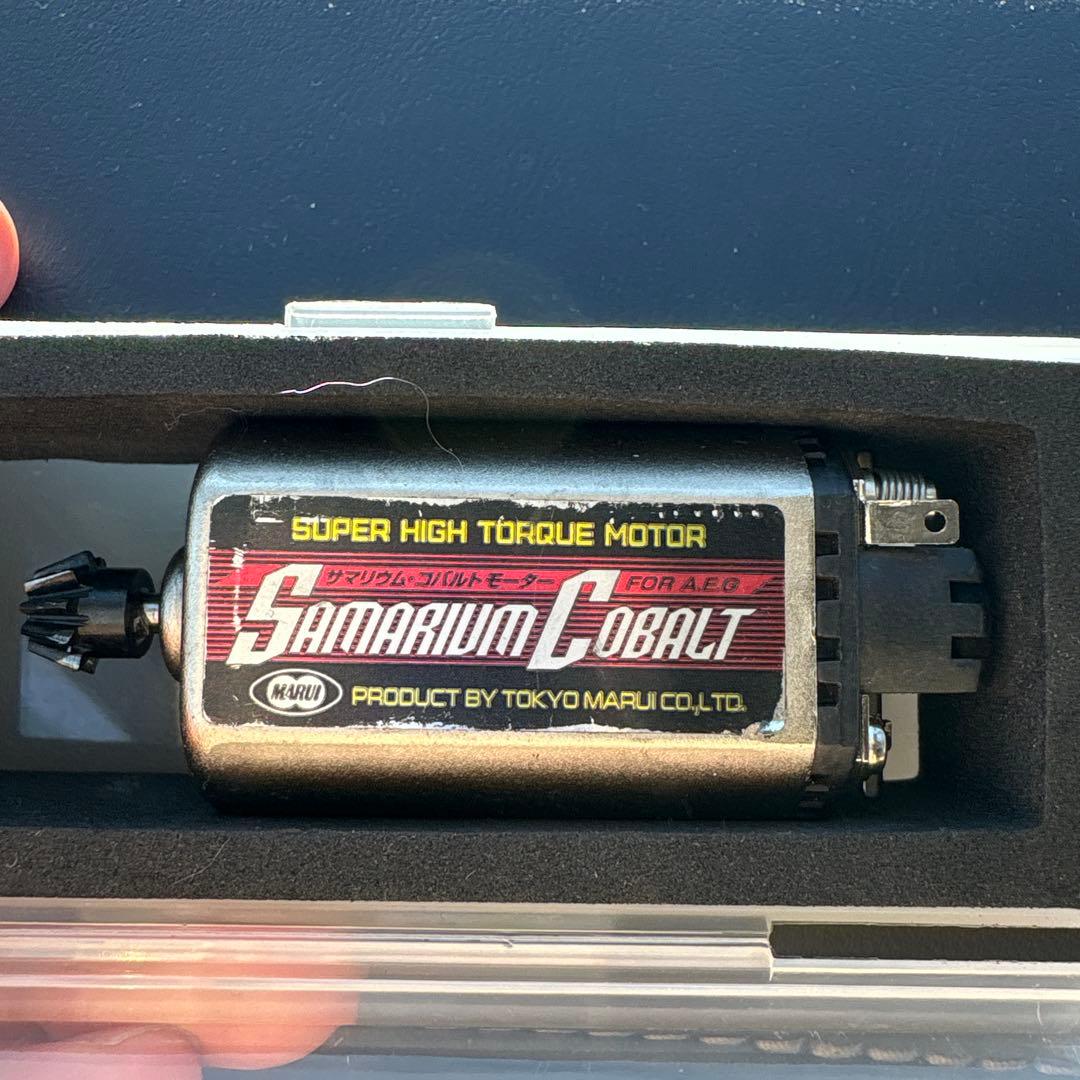 SUPER HIGH TORQUE MOTOR
サマリウム・コバルトモーター FOR A.E.G
SAMARIUM COBALT
MARUI PRODUCT BY TOKYO MARUI CO.,LTD.